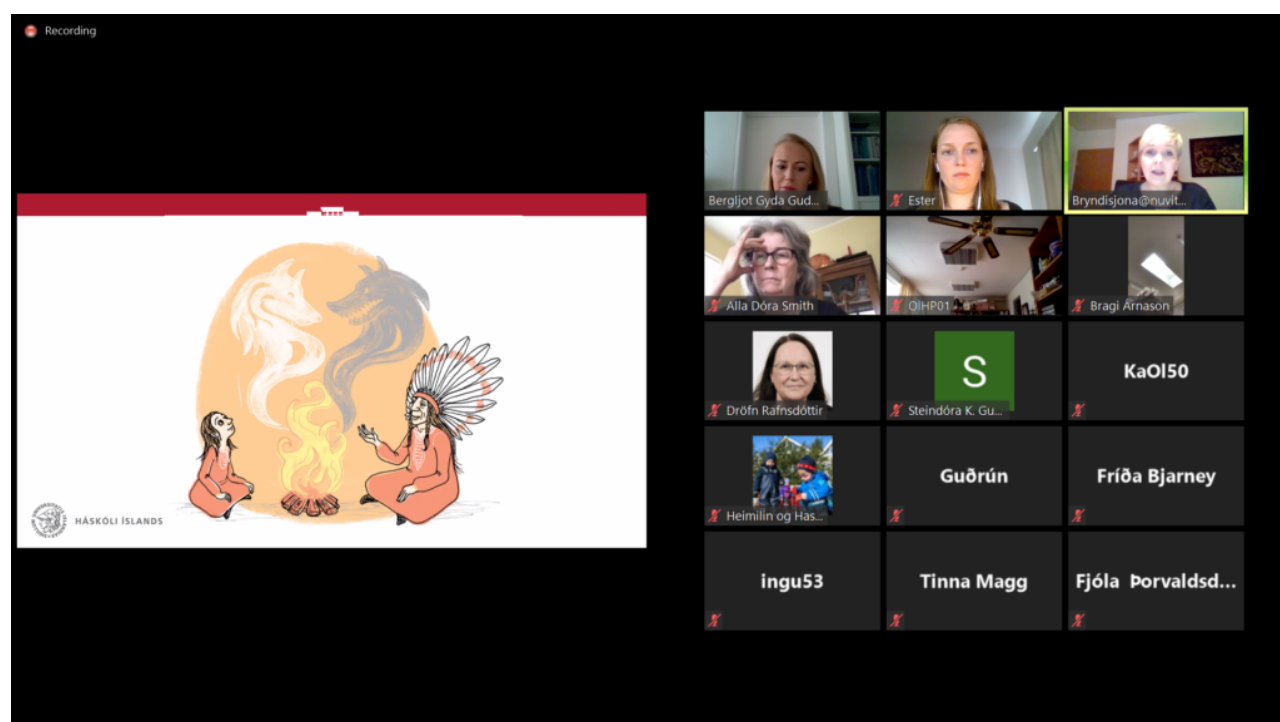 Recording
Bergljot Gyda Gud...
Ester
Bryndisjona@nuvit...
Alla Dóra Smith
OlHP01
Bragi Árnason
Dröfn Rafnsdóttir
S
Steindóra K. Gu...
KaOl50
Heimilin og Has...
Guðrún
Fríða Bjarney
ingu53
Tinna Magg
Fjóla Þorvaldsd...
HÁSKÓLI ÍSLANDS